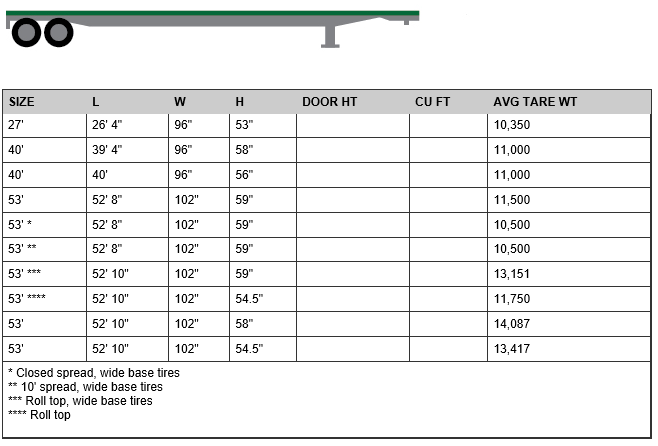 SIZE L W H DOOR HT CU FT AVG TARE WT
27' 26' 4" 96" 53" 10,350
40' 39' 4" 96" 58" 11,000
40' 40' 96" 56" 11,000
53' 52' 8" 102" 59" 11,500
53' * 52' 8" 102" 59" 10,500
53' ** 52' 8" 102" 59" 10,500
53' *** 52' 10" 102" 59" 13,151
53' **** 52' 10" 102" 54.5" 11,750
53' 52' 10" 102" 58" 14,087
53' 52' 10" 102" 54.5" 13,417
* Closed spread, wide base tires
** 10' spread, wide base tires
*** Roll top, wide base tires
**** Roll top